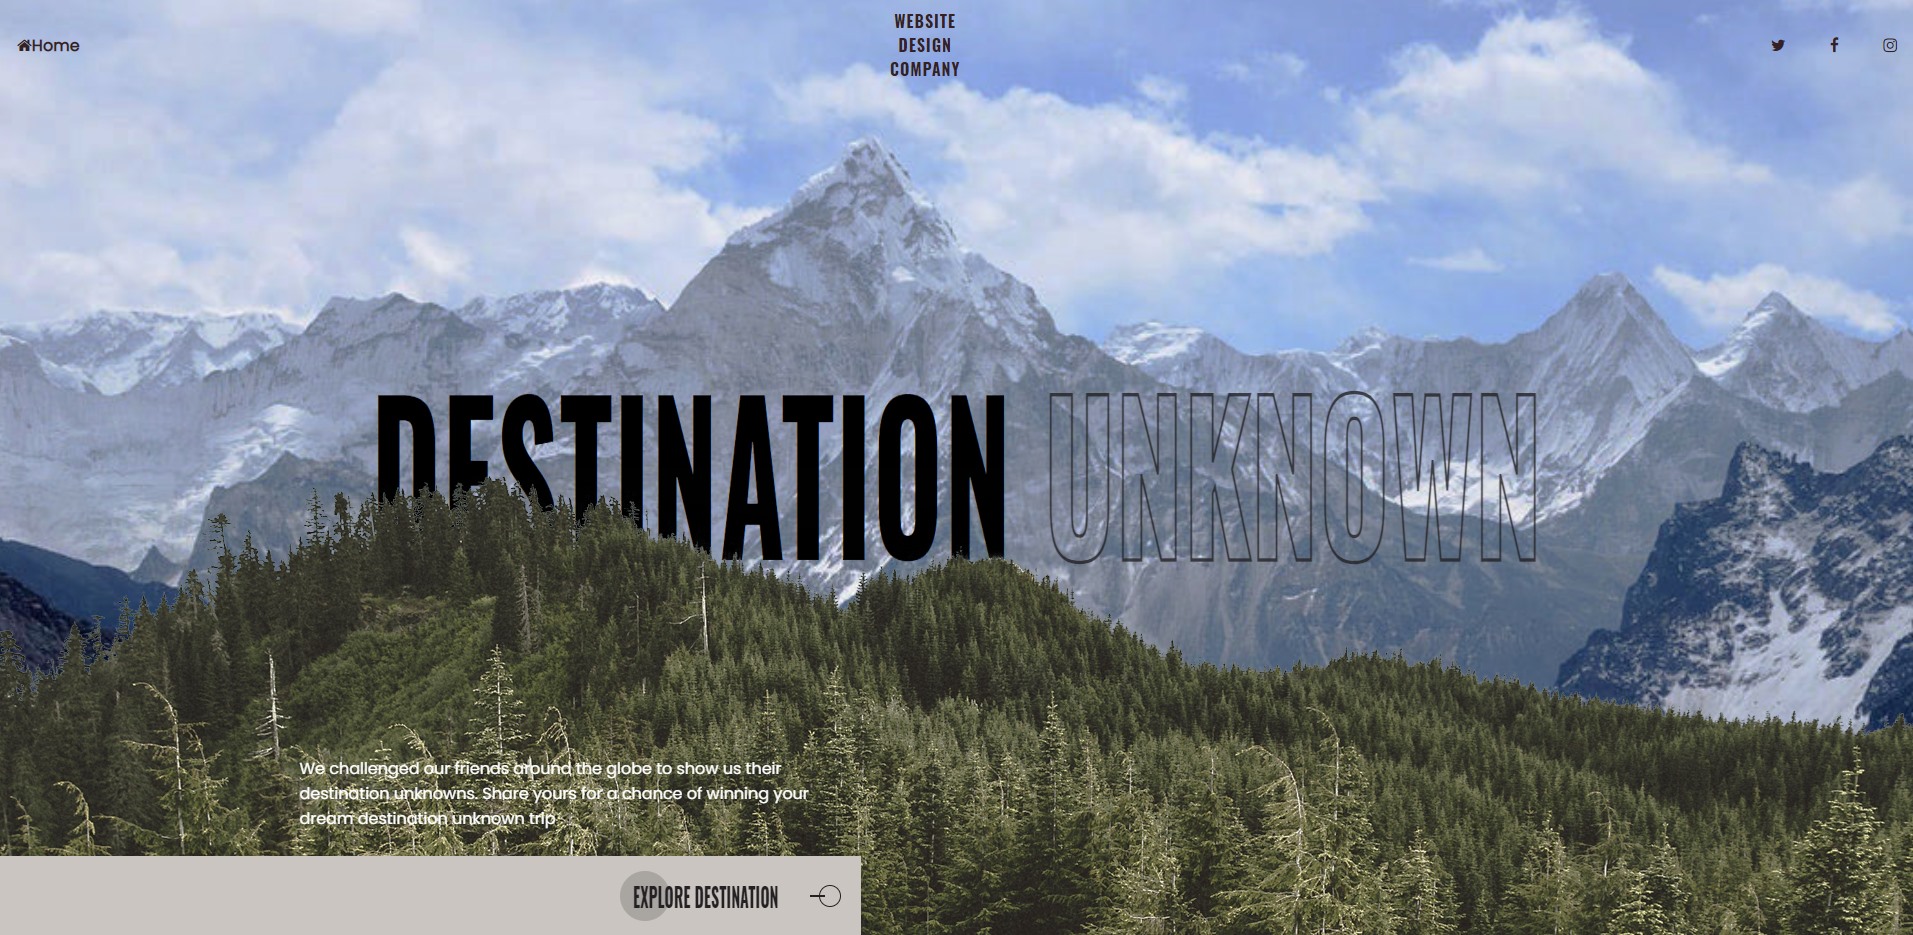 Home
WEBSITE
DESIGN
COMPANY
DESTINATION UNKNOWN
We challenged our friends around the globe to show us their
destination unknowns. Share yours for a chance of winning your
dream destination unknown trip
EXPLORE DESTINATION